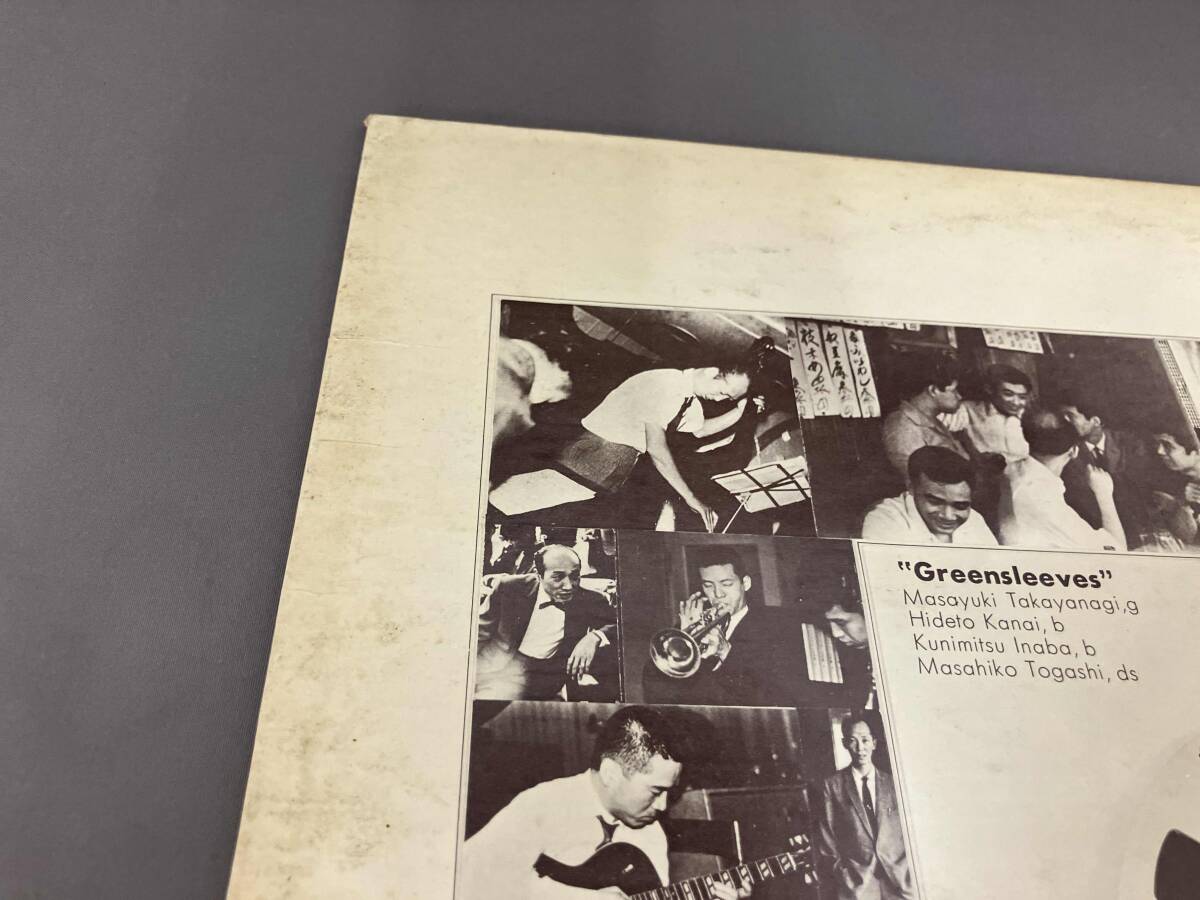 “Greensleeves”
Masayuki Takayanagi,g
Hideto Kanai,b
Kunimitsu Inaba,b
Masahiko Togashi,ds